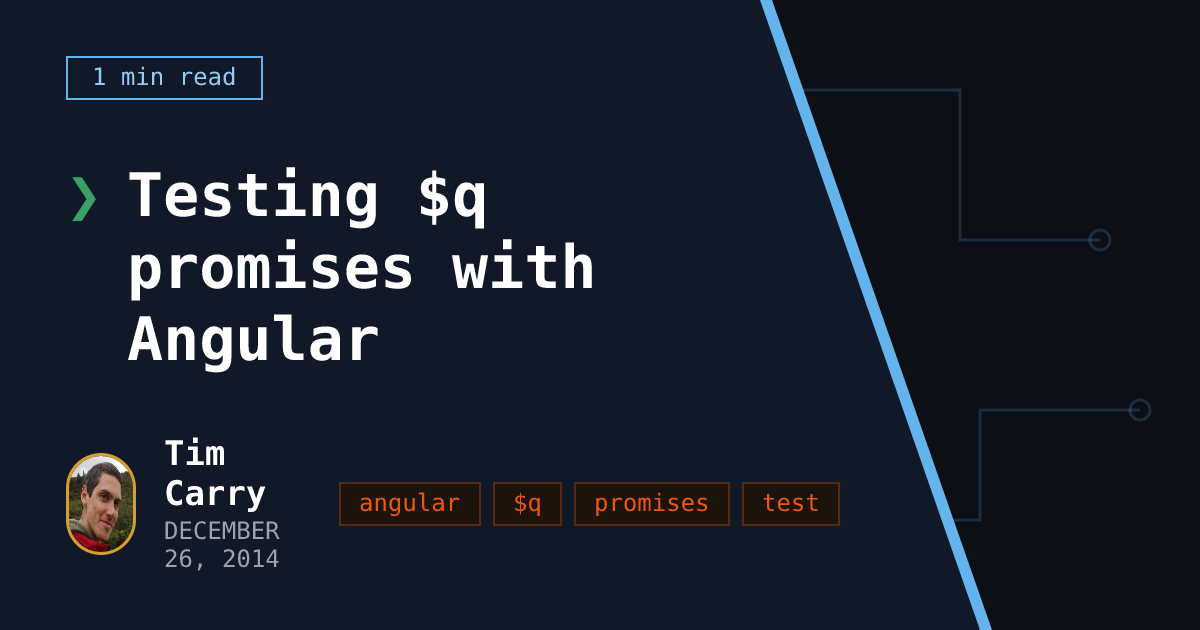 1 min read
❯ Testing $q
promises with
Angular
Tim
Carry
DECEMBER
26, 2014
angular $q promises test